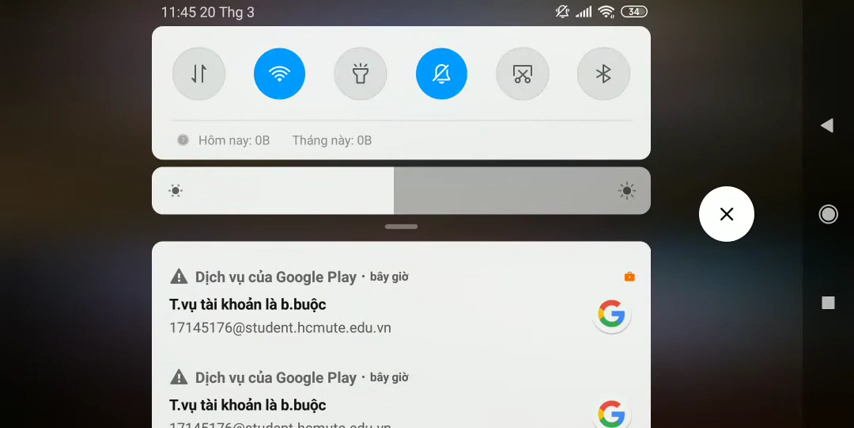 11:45 20 Thg 3
34
Hôm nay: 0B Tháng này: 0B
Dịch vụ của Google Play · bây giờ
T.vụ tài khoản là b.buộc
17145176@student.hcmute.edu.vn
Dịch vụ của Google Play · bây giờ
T.vụ tài khoản là b.buộc
17145176@student.hcmute.edu.vn